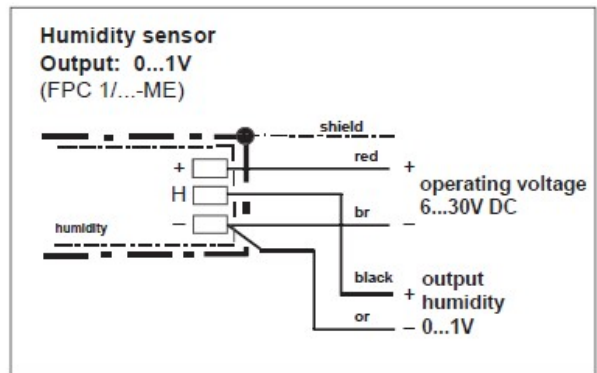 Humidity sensor
Output: 0...1V
(FPC 1/...-ME)
shield
red
+
+
operating voltage
6...30V DC
H
br
–
–
humidity
black
+
output
humidity
or
– 0...1V